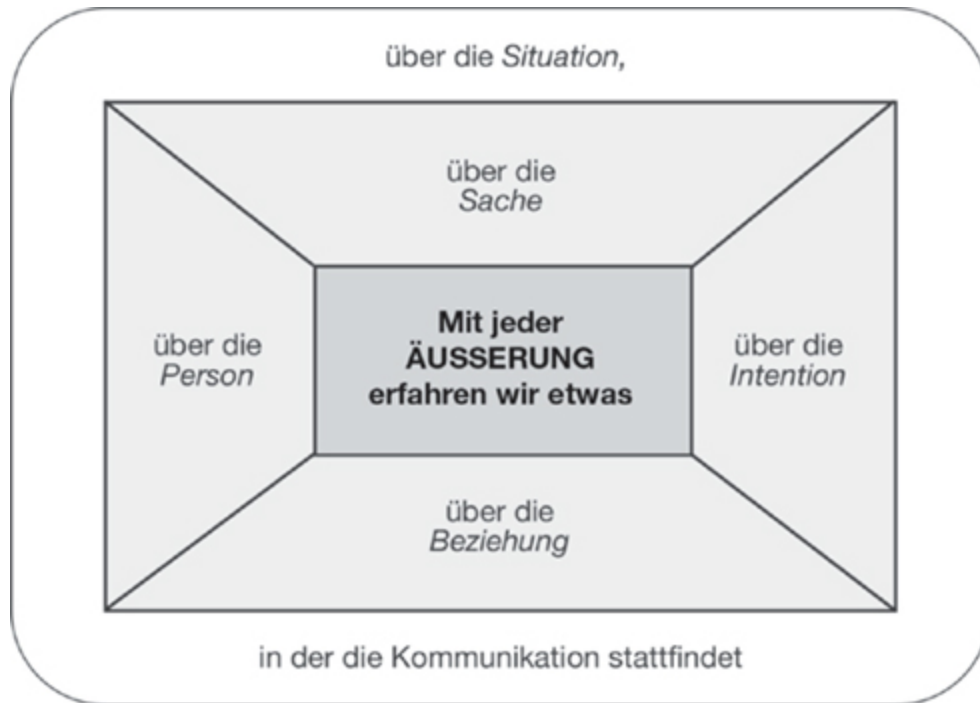 über die Situation,
über die
Sache
über die
Person
Mit jeder
ÄUSSERUNG
erfahren wir etwas
über die
Intention
über die
Beziehung
in der die Kommunikation stattfindet